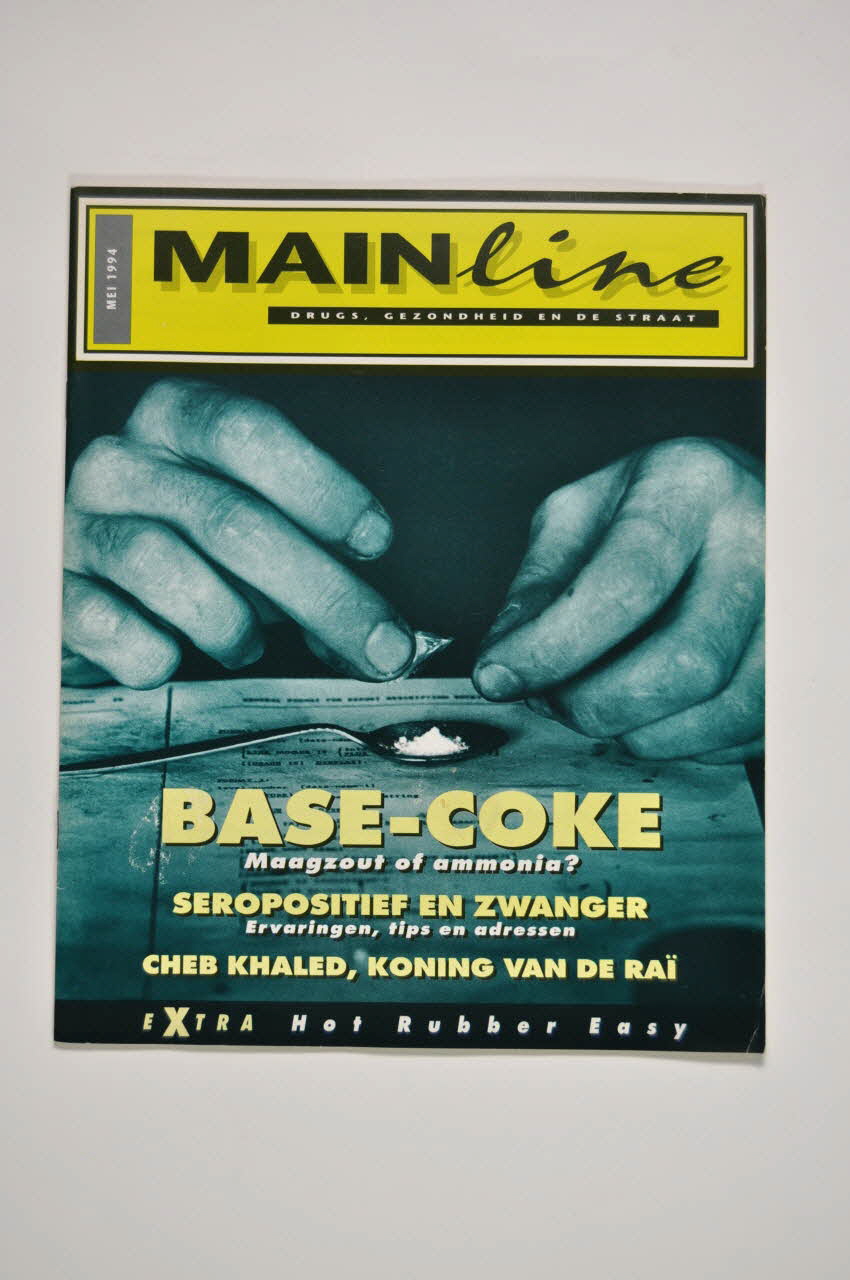 MEI 1994
MAINline
DRUGS, GEZONDHEID EN DE STRAAT
BASE-COKE
Maagzout of ammonia?
SEROPOSITIEF EN ZWANGER
Ervaringen, tips en adressen
CHEB KHALED, KONING VAN DE RAÏ
EXTRA Hot Rubber Easy